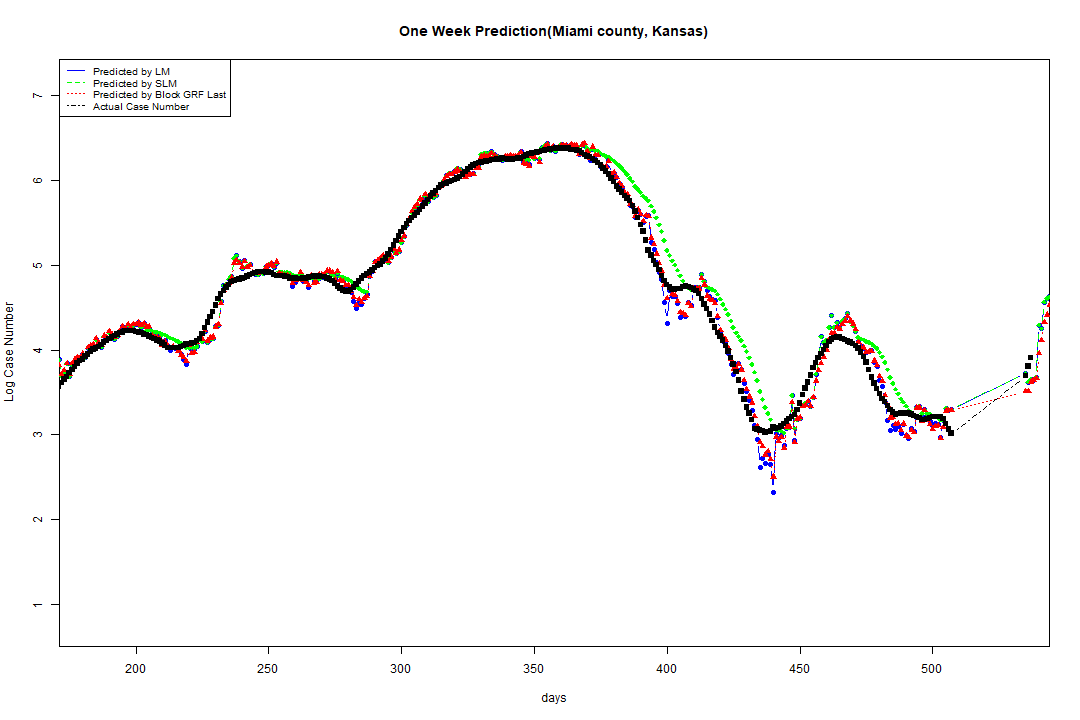 One Week Prediction(Miami county, Kansas)
Predicted by LM
Predicted by SLM
Predicted by Block GRF Last
Actual Case Number
7
6
5
4
3
2
1
Log Case Number
200 250 300 350 400 450 500
days